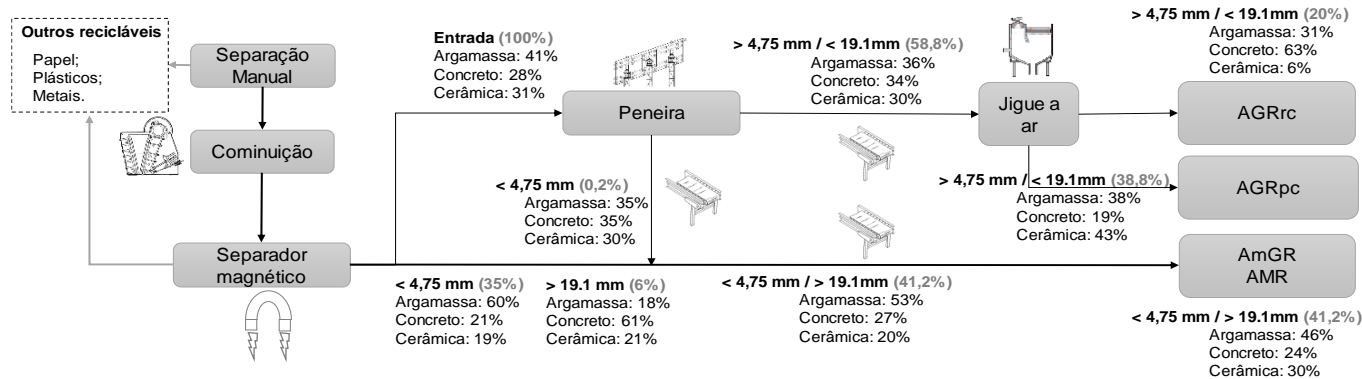 Outros recicláveis
Papel;
Plásticos;
Metais.
Separação
Manual
Cominuição
Separador
magnético
Entrada (100%)
Argamassa: 41%
Concreto: 28%
Cerâmica: 31%
Peneira
> 4,75 mm / < 19.1mm (58,8%)
Argamassa: 36%
Concreto: 34%
Cerâmica: 30%
Jigue a
ar
> 4,75 mm / < 19.1mm (20%)
Argamassa: 31%
Concreto: 63%
Cerâmica: 6%
AGRrc
< 4,75 mm (0,2%)
Argamassa: 35%
Concreto: 35%
Cerâmica: 30%
> 4,75 mm / < 19.1mm (38,8%)
Argamassa: 38%
Concreto: 19%
Cerâmica: 43%
AGRpc
AmGR
AMR
< 4,75 mm (35%)
Argamassa: 60%
Concreto: 21%
Cerâmica: 19%
> 19.1 mm (6%)
Argamassa: 18%
Concreto: 61%
Cerâmica: 21%
< 4,75 mm / > 19.1mm (41,2%)
Argamassa: 53%
Concreto: 27%
Cerâmica: 20%
< 4,75 mm / > 19.1mm (41,2%)
Argamassa: 46%
Concreto: 24%
Cerâmica: 30%